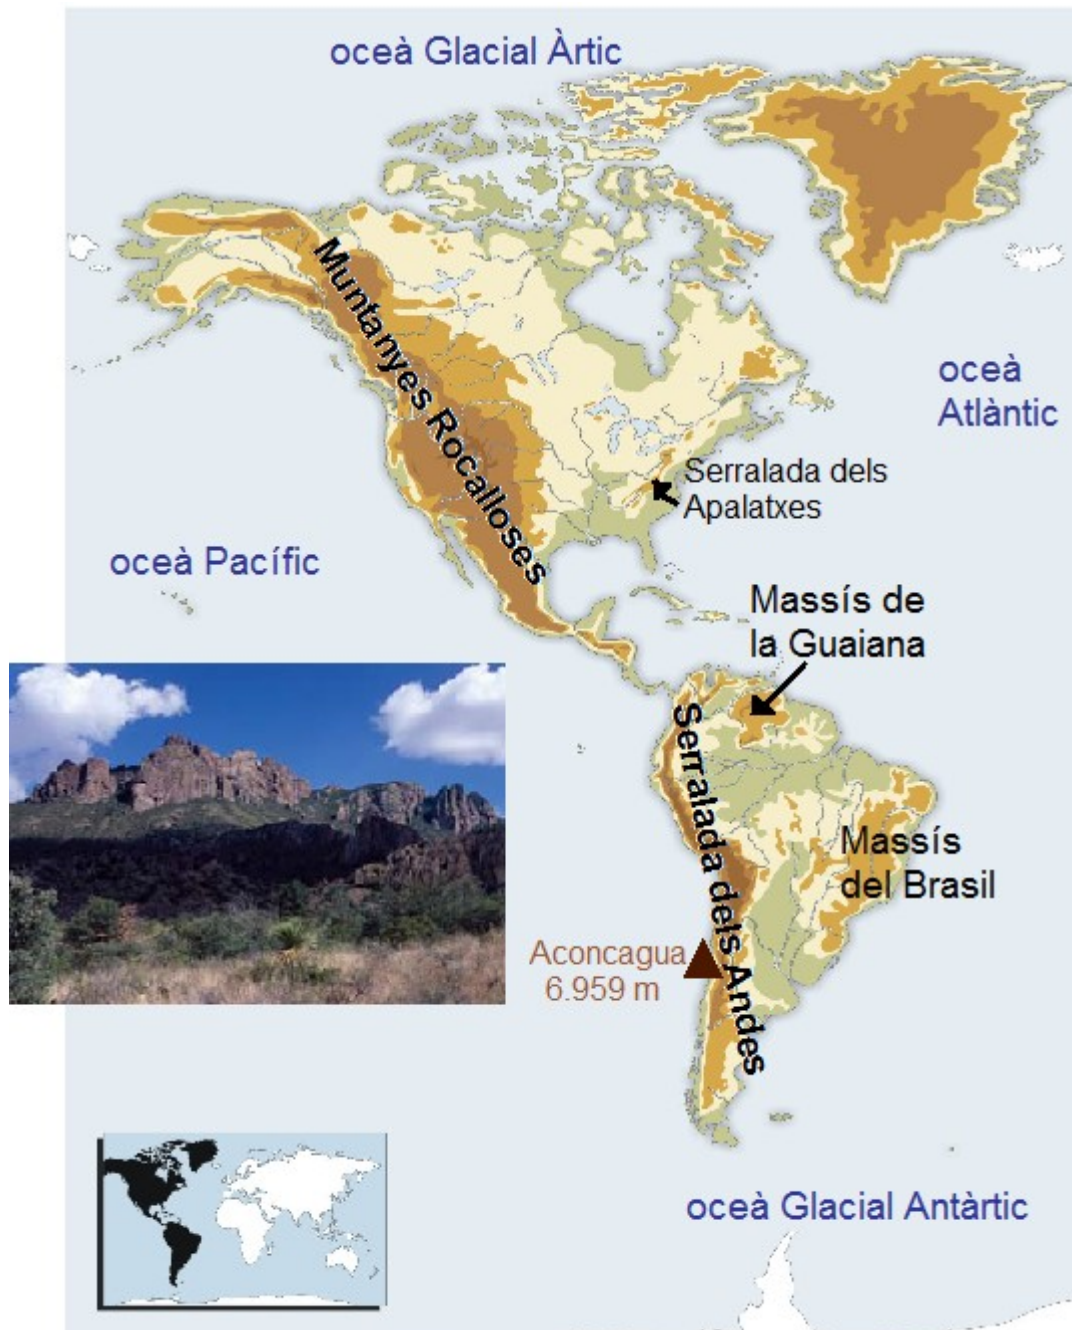 oceà Glacial Àrtic
Muntanyes Rocalloses
oceà
Atlàntic
Serralada dels
Apalatxes
oceà Pacífic
Massís de
la Guaiana
Serralada dels Andes
Massís
del Brasil
Aconcagua
6.959 m
oceà Glacial Antàrtic